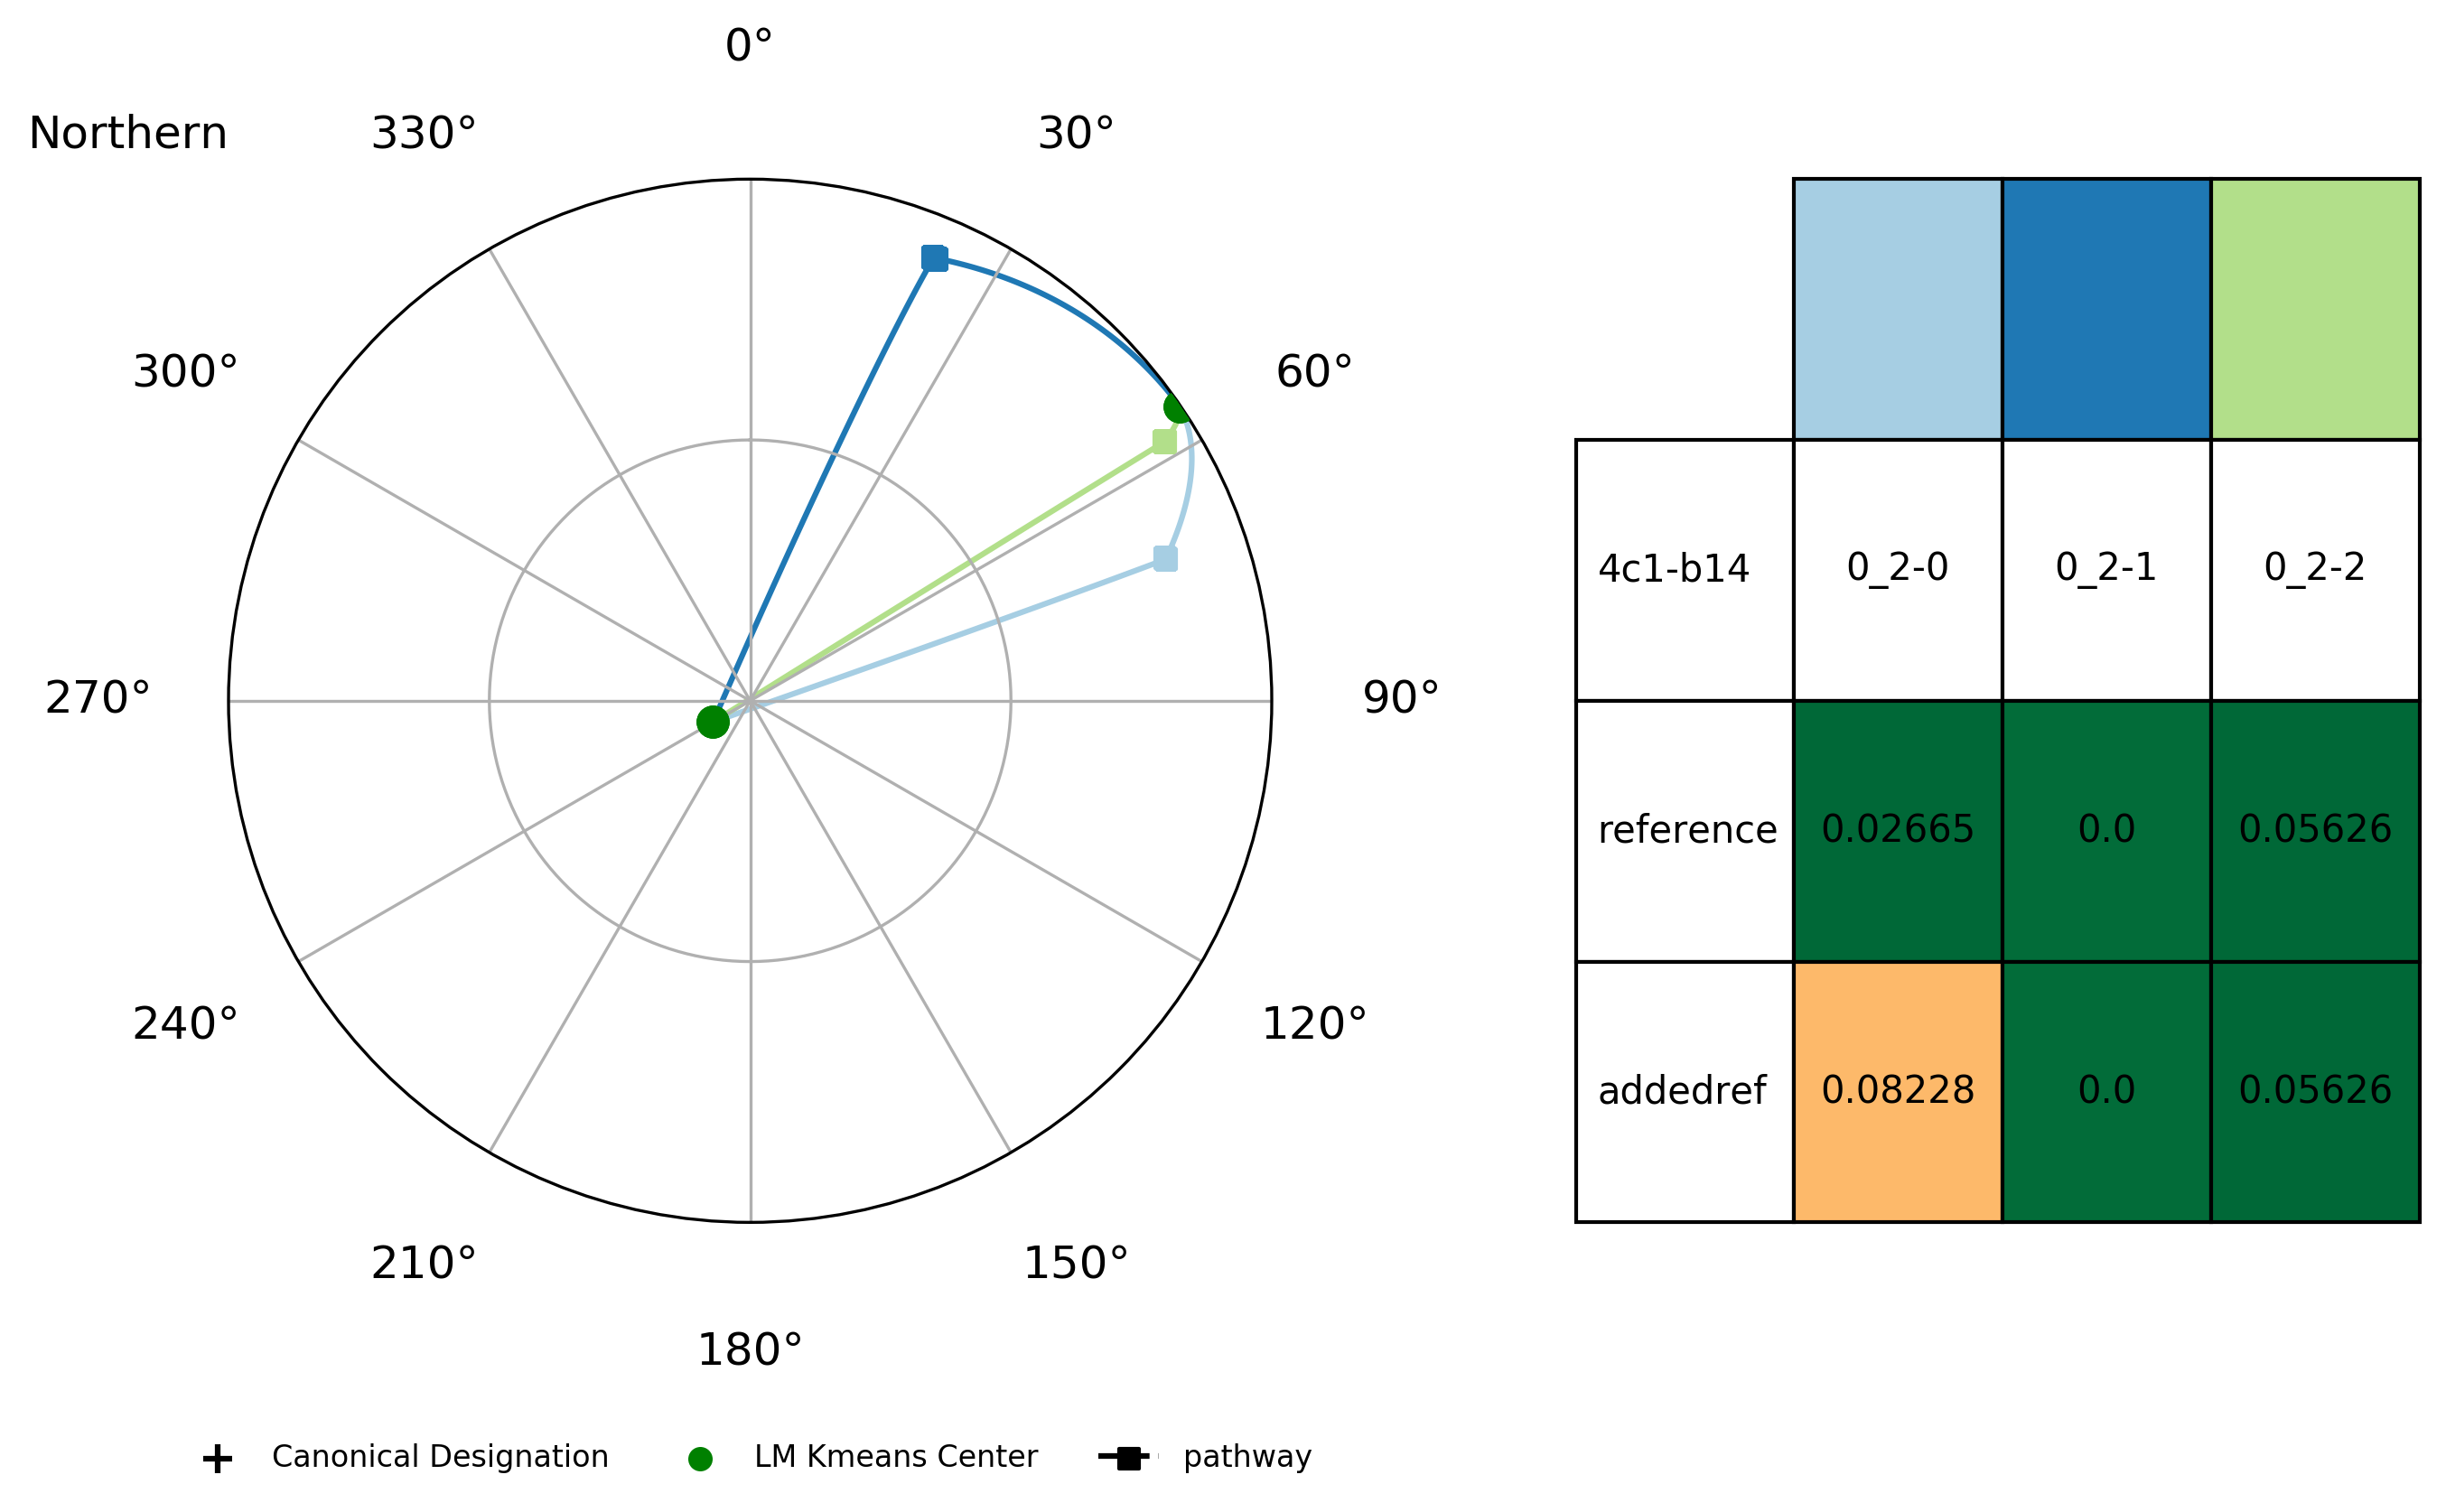 0°
Northern 330° 30°
300° 60°
270° 90°
240° 120°
210° 150°
180°
4c1-b14 0_2-0 0_2-1 0_2-2
reference 0.02665 0.0 0.05626
addedref 0.08228 0.0 0.05626
Canonical Designation LM Kmeans Center pathway